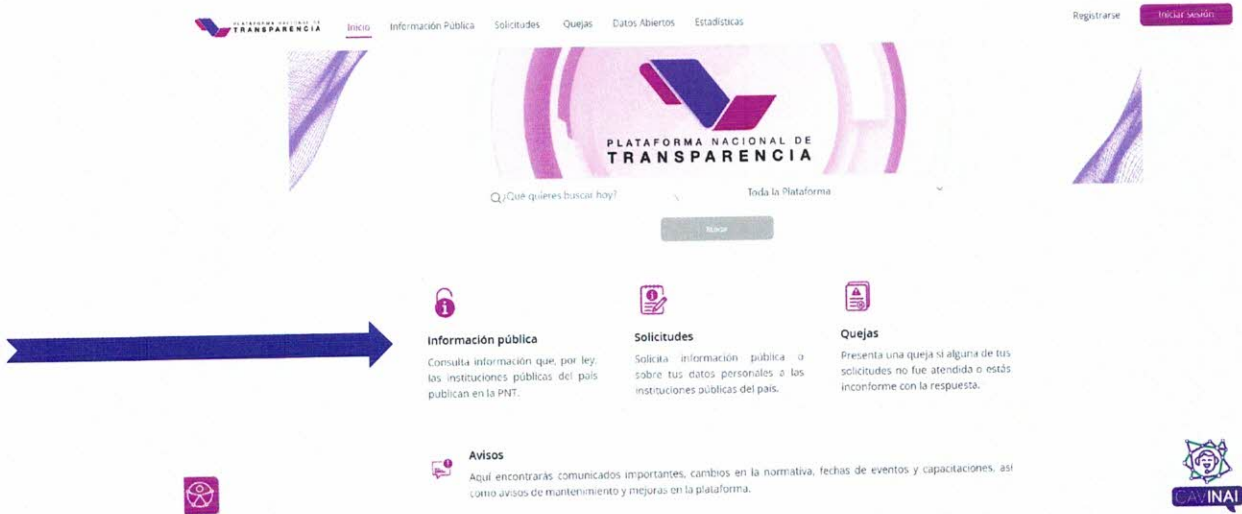 PLATAFORMA NACIONAL DE
TRANSPARENCIA
Inicio
Información Pública
Solicitudes
Quejas
Datos Abiertos
Estadísticas
Registrarse
Iniciar sesión
PLATAFORMA NACIONAL DE
TRANSPARENCIA
¿Qué quieres buscar hoy?
Toda la Plataforma
Información pública
Consulta información que, por ley,
las instituciones públicas del país
publican en la PNT.
Solicitudes
Solicita información pública o
sobre tus datos personales a las
instituciones públicas del país.
Quejas
Presenta una queja si alguna de tus
solicitudes no fue atendida o estás
inconforme con la respuesta.
Avisos
Aquí encontrarás comunicados importantes, cambios en la normativa, fechas de eventos y capacitaciones, así
como avisos de mantenimiento y mejoras en la plataforma.
CAVINAI